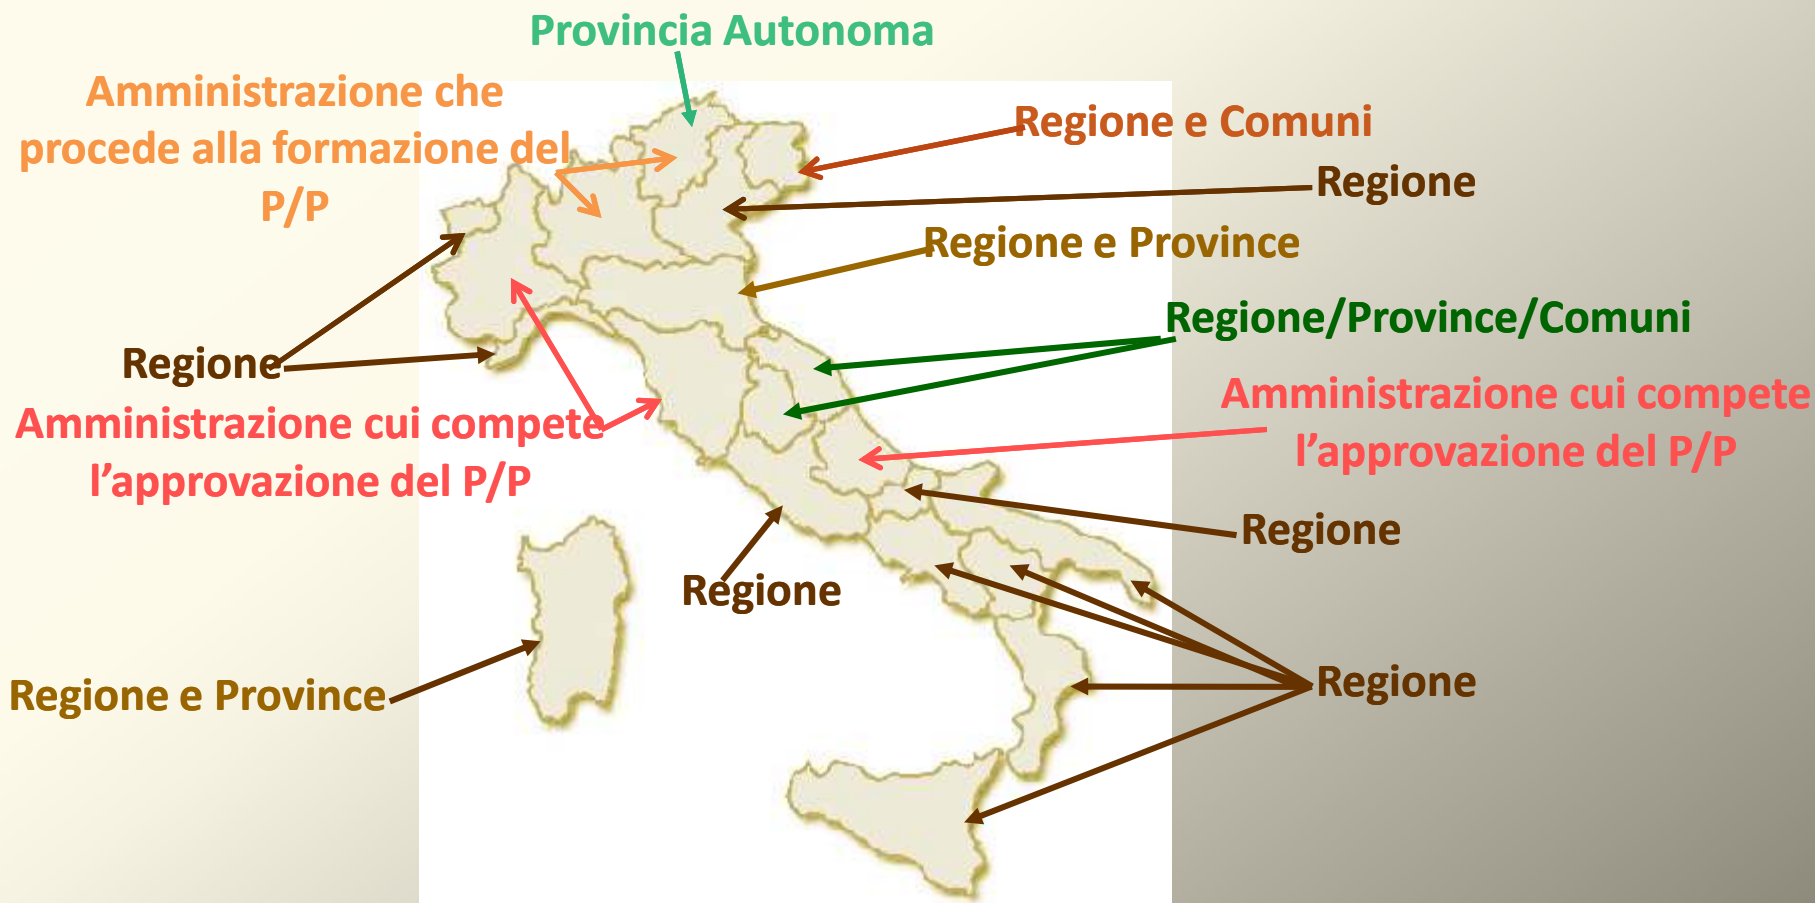 Provincia Autonoma
Amministrazione che
procede alla formazione del
P/P
Regione e Comuni
Regione
Regione e Province
Regione/Province/Comuni
Regione
Amministrazione cui compete
l’approvazione del P/P
Amministrazione cui compete
l’approvazione del P/P
Regione
Regione
Regione e Province
Regione